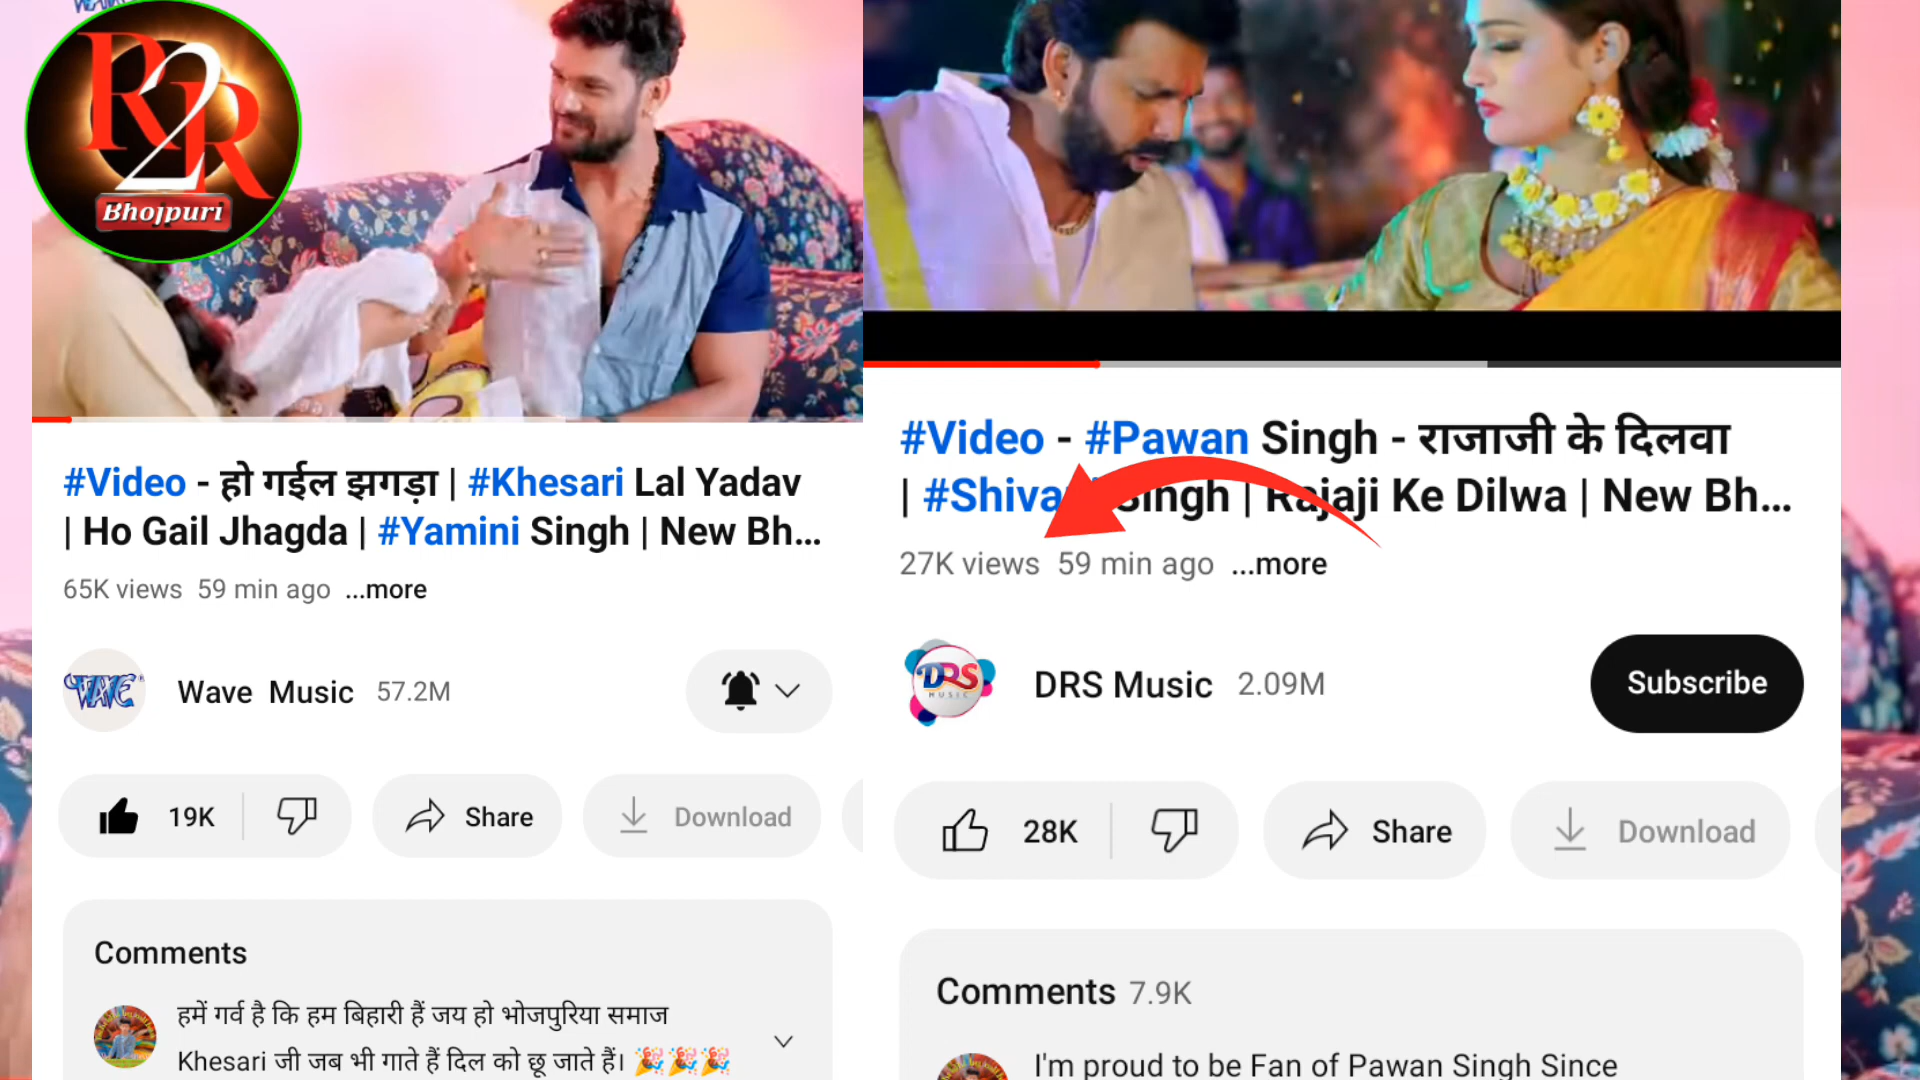 R2R
Bhojpuri
#Video - हो गईल झगड़ा | #Khesari Lal Yadav
| Ho Gail Jhagda | #Yamini Singh | New Bh...
65K views 59 min ago ...more
WAVE
Wave Music 57.2M
19K
Share
Download
Comments
हमें गर्व है कि हम बिहारी हैं जय हो भोजपुरिया समाज
Khesari जी जब भी गाते हैं दिल को छू जाते हैं। 🎉🎉🎉
#Video - #Pawan Singh - राजाजी के दिलवा
| Singh | Rajaji Ke Dilwa | New Bh...
27K views 59 min ago ...more
DRS
MUSIC
DRS Music 2.09M
Subscribe
28K
Share
Download
Comments 7.9K
I'm proud to be Fan of Pawan Singh Since